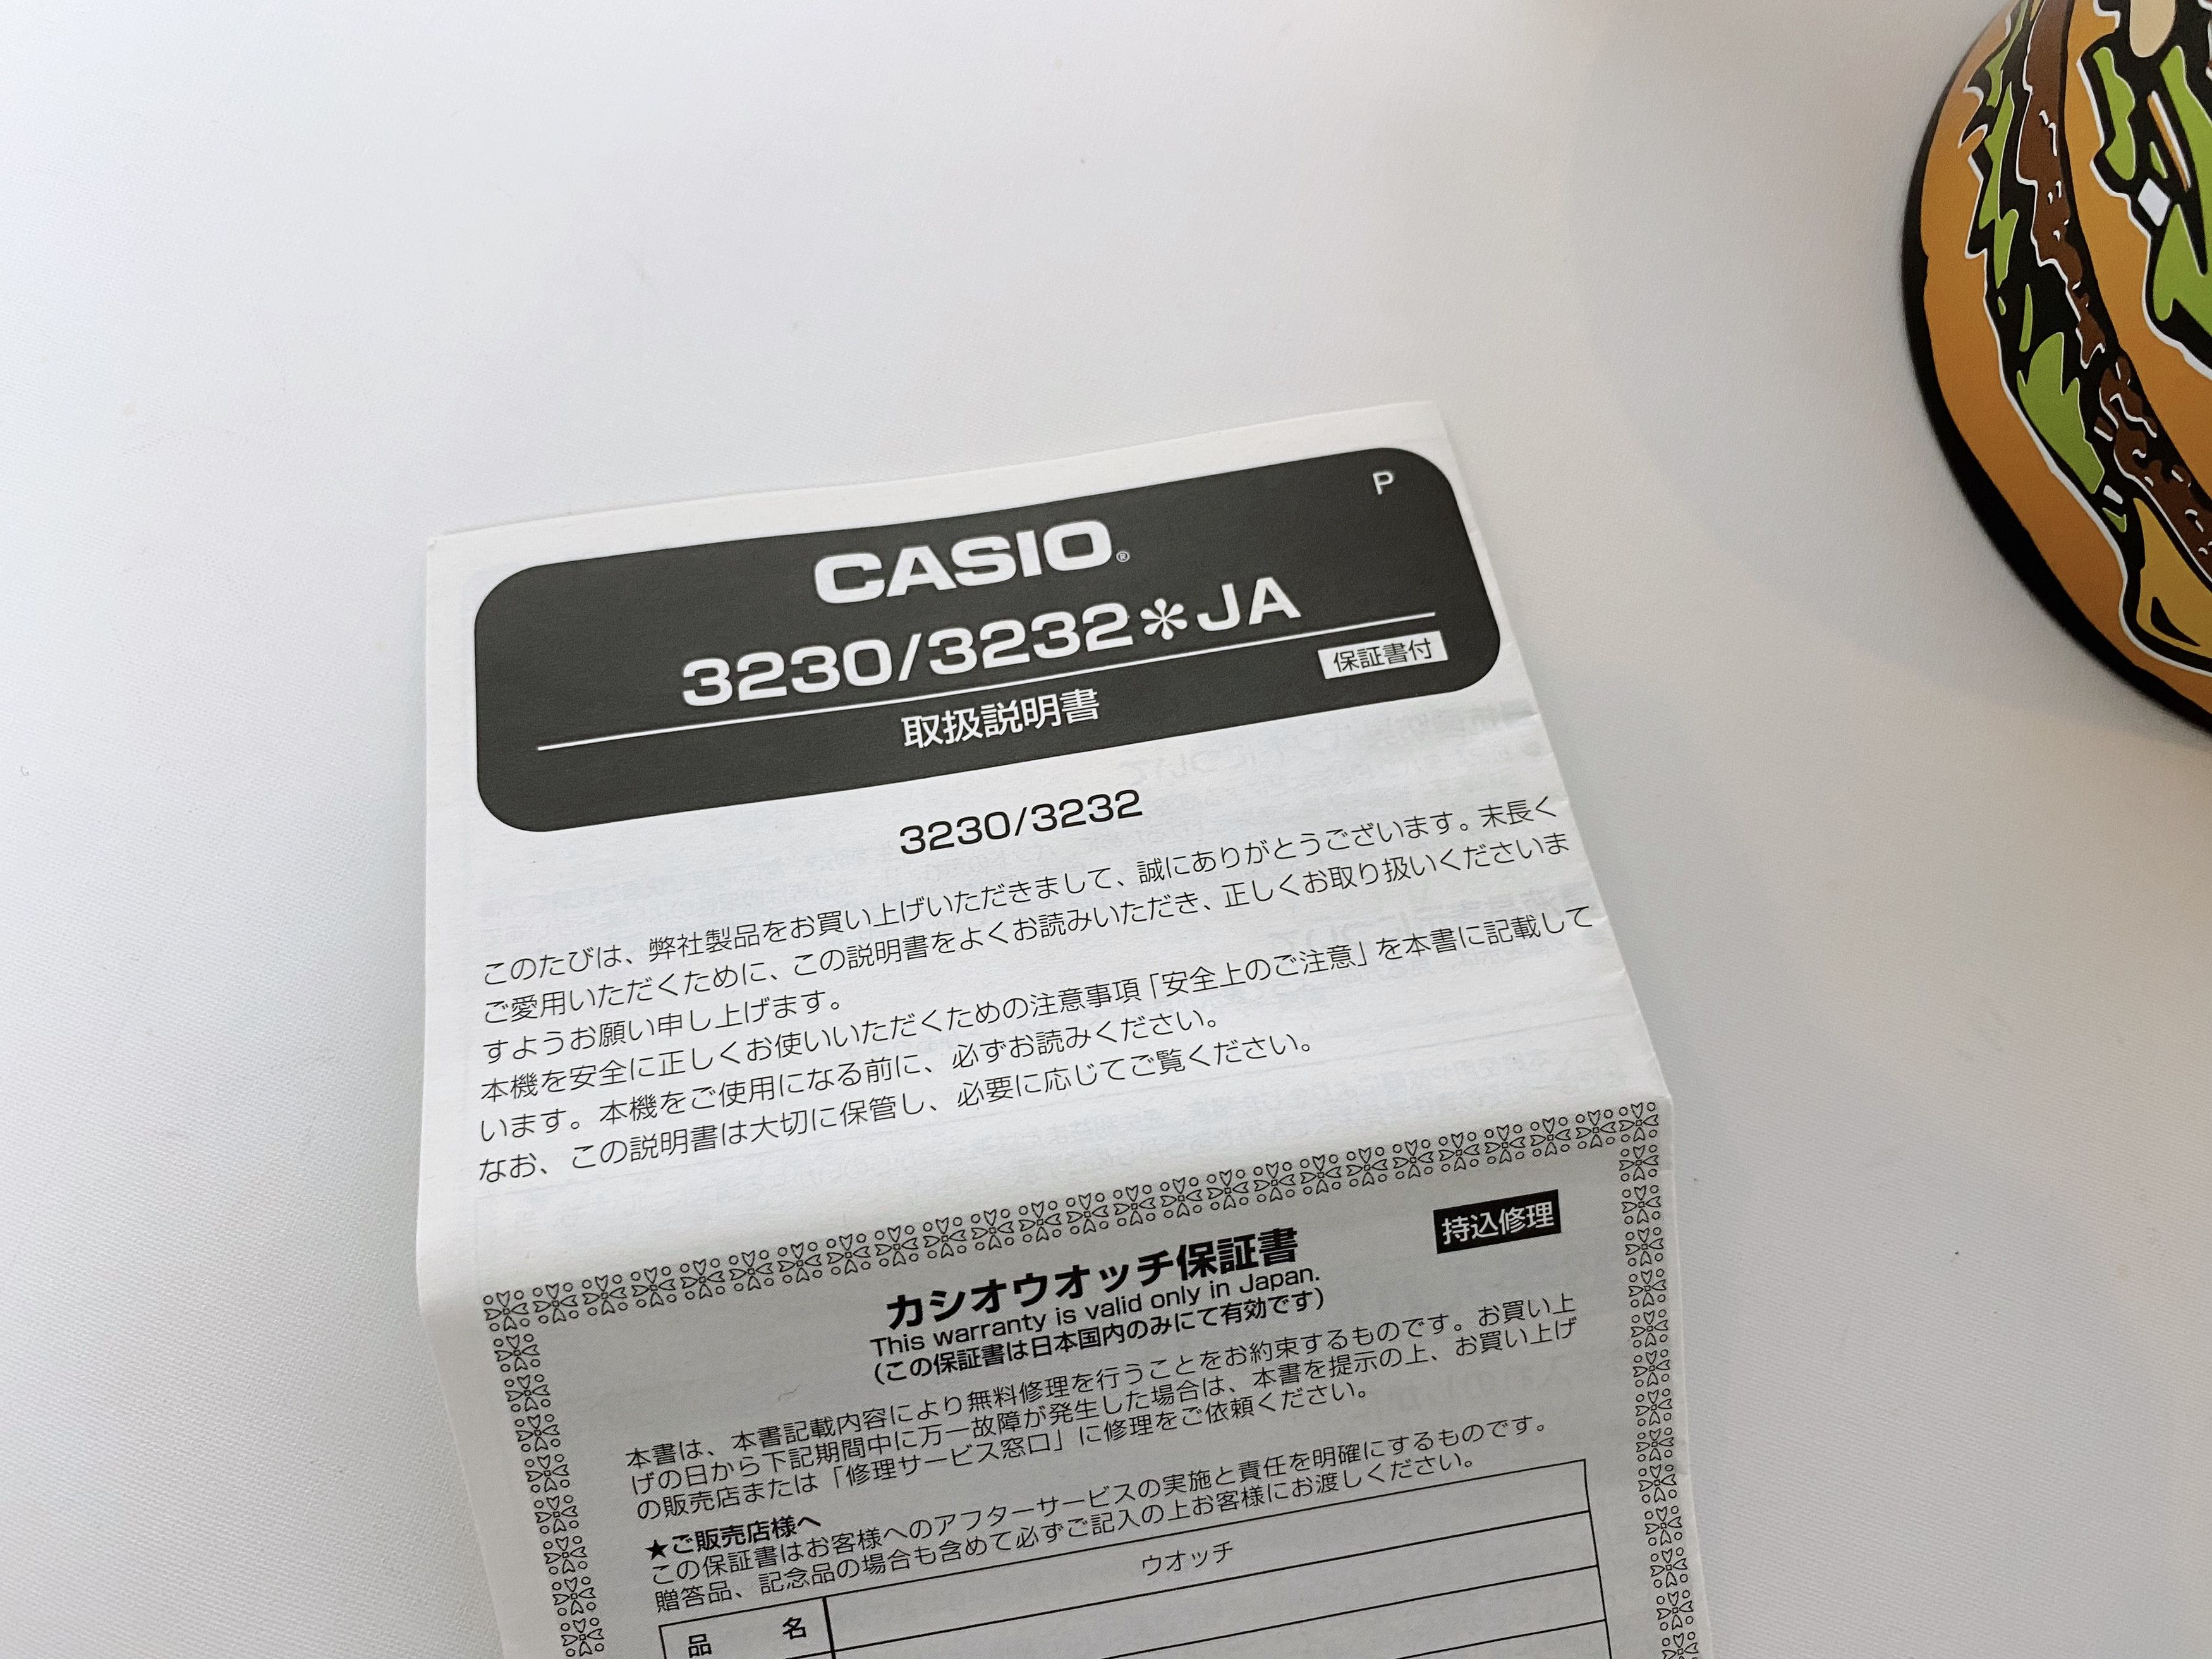 P
CASIO®
3230/3232＊JA
保証書付
取扱説明書
3230/3232
このたびは、弊社製品をお買い上げいただきまして、誠にありがとうございます。末長く
ご愛用いただくために、この説明書をよくお読みいただき、正しくお取り扱いくださいま
すようお願い申し上げます。
本機を安全に正しくお使いいただくための注意事項「安全上のご注意」を本書に記載して
います。本機をご使用になる前に、必ずお読みください。
なお、この説明書は大切に保管し、必要に応じてご覧ください。
持込修理
カシオウオッチ保証書
This warranty is valid only in Japan.
（この保証書は日本国内のみにて有効です）
本書は、本書記載内容により無料修理を行うことをお約束するものです。お買い上
げの日から下記期間中に万一故障が発生した場合は、本書を提示の上、お買い上げ
の販売店または「修理サービス窓口」に修理をご依頼ください。
★ご販売店様へ
この保証書はお客様へのアフターサービスの実施と責任を明確にするものです。
贈答品、記念品の場合も含めて必ずご記入の上お客様にお渡しください。
品 名 ウオッチ